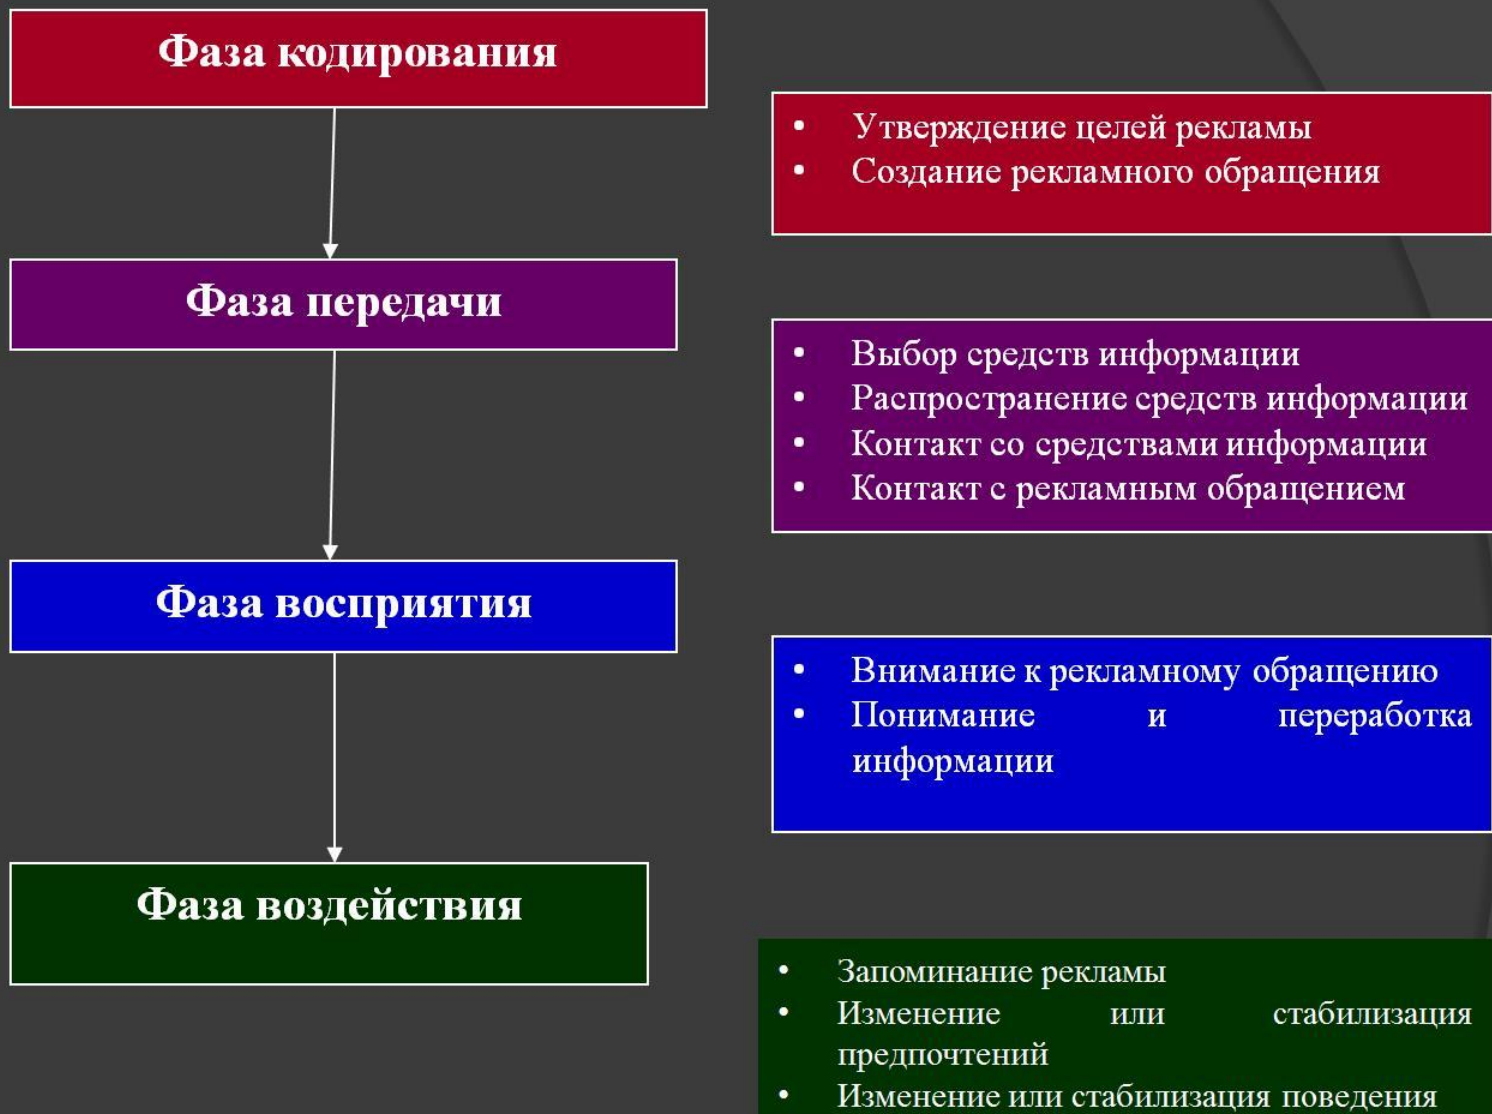 Фаза кодирования
• Утверждение целей рекламы
• Создание рекламного обращения
Фаза передачи
• Выбор средств информации
• Распространение средств информации
• Контакт со средствами информации
• Контакт с рекламным обращением
Фаза восприятия
• Внимание к рекламному обращению
• Понимание и переработка
информации
Фаза воздействия
• Запоминание рекламы
• Изменение или стабилизация
предпочтений
• Изменение или стабилизация поведения